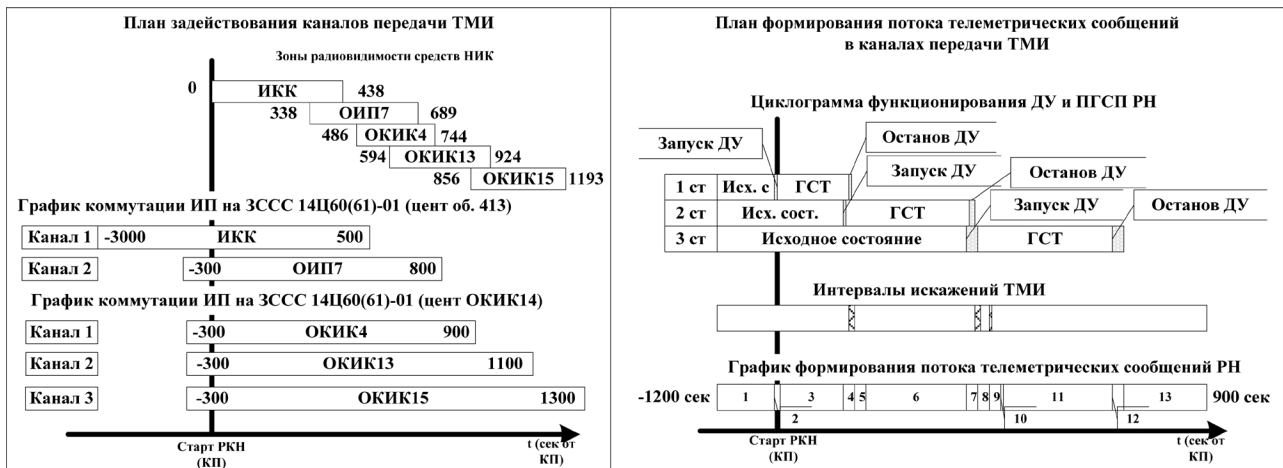 План задействования каналов передачи ТМИ
Зоны радиовидимости средств НИК
0 ИКК 438
338 ОИП7 689
486 ОКИК4 744
594 ОКИК13 924
856 ОКИК15 1193
График коммутации ИП на ЗССС 14Ц60(61)-01 (цент об. 413)
Канал 1 -3000 ИКК 500
Канал 2 -300 ОИП7 800
График коммутации ИП на ЗССС 14Ц60(61)-01 (цент ОКИК14)
Канал 1 -300 ОКИК4 900
Канал 2 -300 ОКИК13 1100
Канал 3 -300 ОКИК15 1300
Старт РКН
(КП)
t (сек от
КП)
План формирования потока телеметрических сообщений
в каналах передачи ТМИ
Циклограмма функционирования ДУ и ПГСП РН
Запуск ДУ
Останов ДУ
Запуск ДУ
Останов ДУ
Запуск ДУ
Останов ДУ
1 ст Исх. с ГСТ
2 ст Исх. сост. ГСТ
3 ст Исходное состояние ГСТ
Интервалы искажений ТМИ
График формирования потока телеметрических сообщений РН
-1200 сек 1 3 4 5 6 7 8 9 11 13 900 сек
2 10 12
Старт РКН
(КП)
t (сек от
КП)